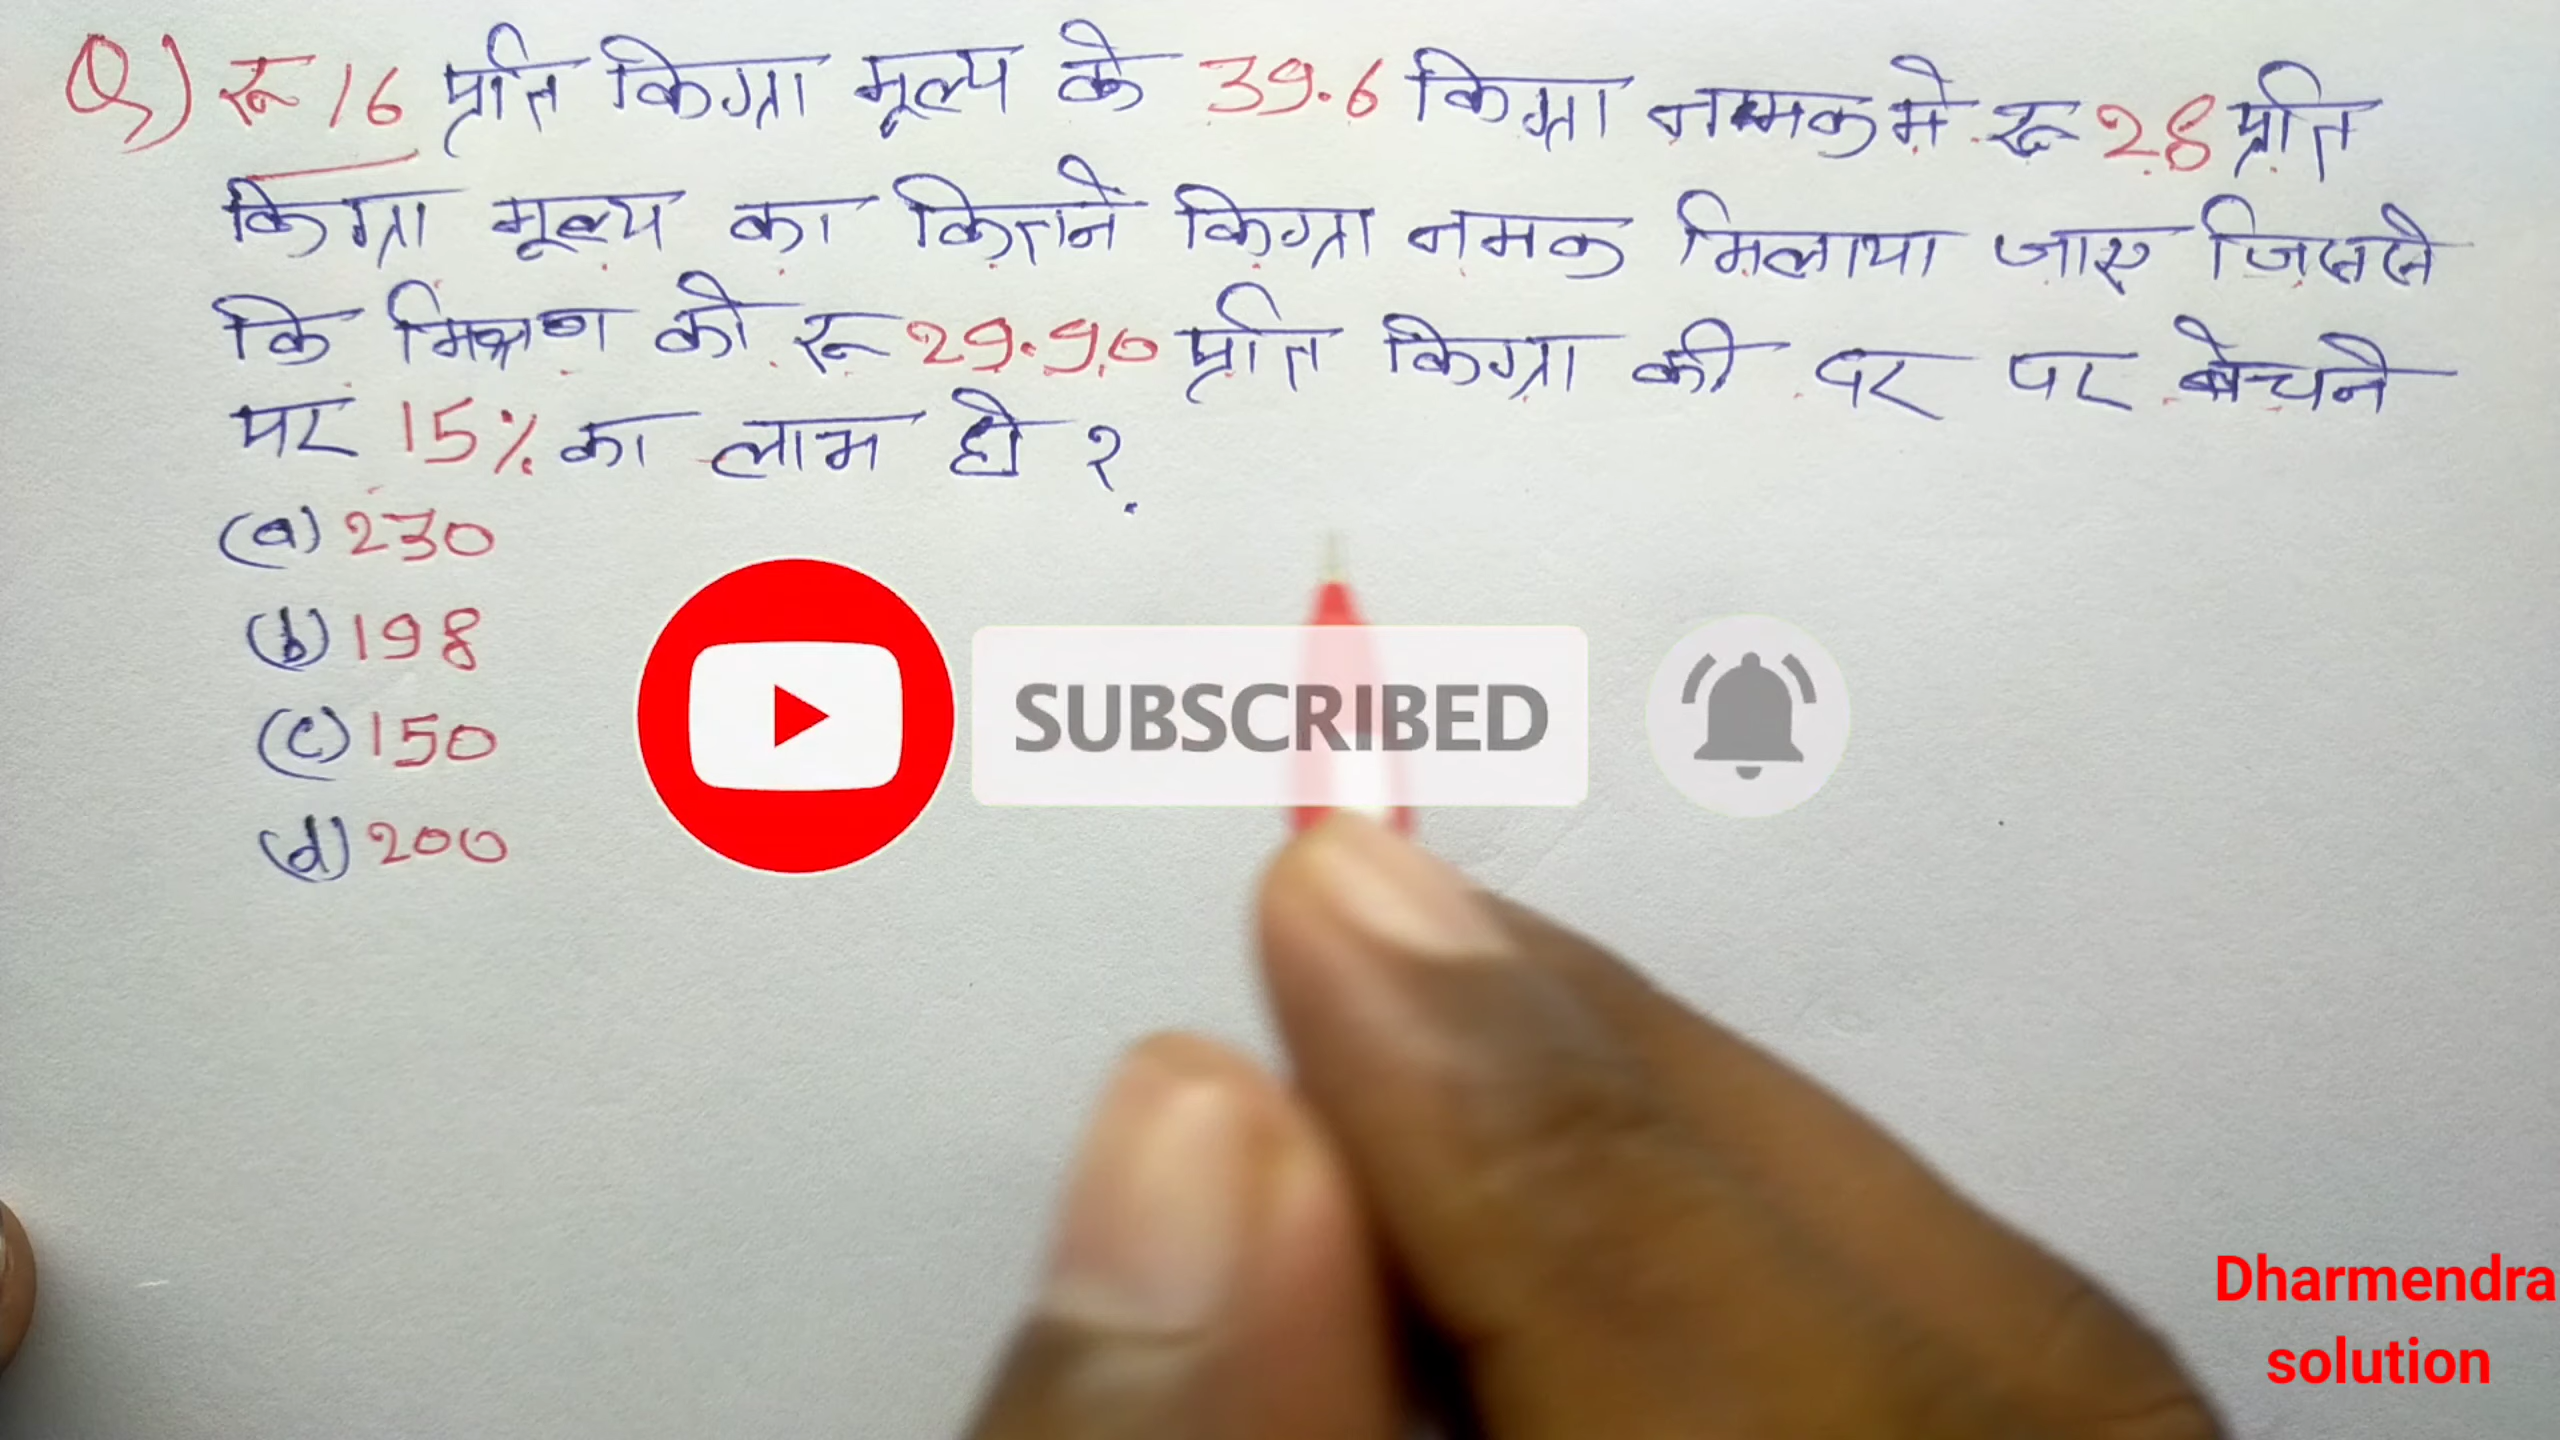 Q) रू 16 प्रति किग्रा मूल्य के 39.6 किग्रा नमक मे रू 28 प्रति
किग्रा मूल्य का कितने किग्रा नमक मिलाया जाए जिससे
कि मिश्रण को रू 29.90 प्रति किग्रा की दर पर बेचने
पर 15% का लाभ हो ?
(a) 230
(b) 198
(c) 150
(d) 200
SUBSCRIBED
Dharmendra
solution